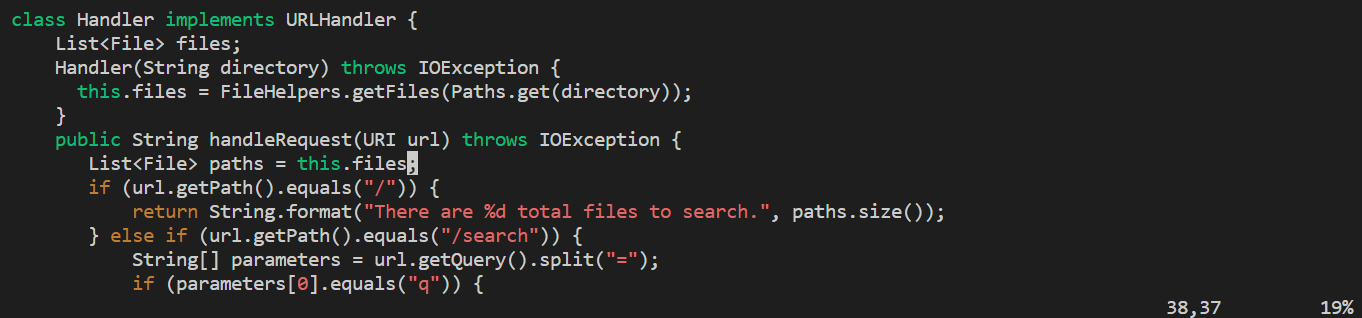 class Handler implements URLHandler {
    List<File> files;
    Handler(String directory) throws IOException {
      this.files = FileHelpers.getFiles(Paths.get(directory));
    }
    public String handleRequest(URI url) throws IOException {
       List<File> paths = this.files;
       if (url.getPath().equals("/")) {
           return String.format("There are %d total files to search.", paths.size());
       } else if (url.getPath().equals("/search")) {
           String[] parameters = url.getQuery().split("=");
           if (parameters[0].equals("q")) {
38,37 19%